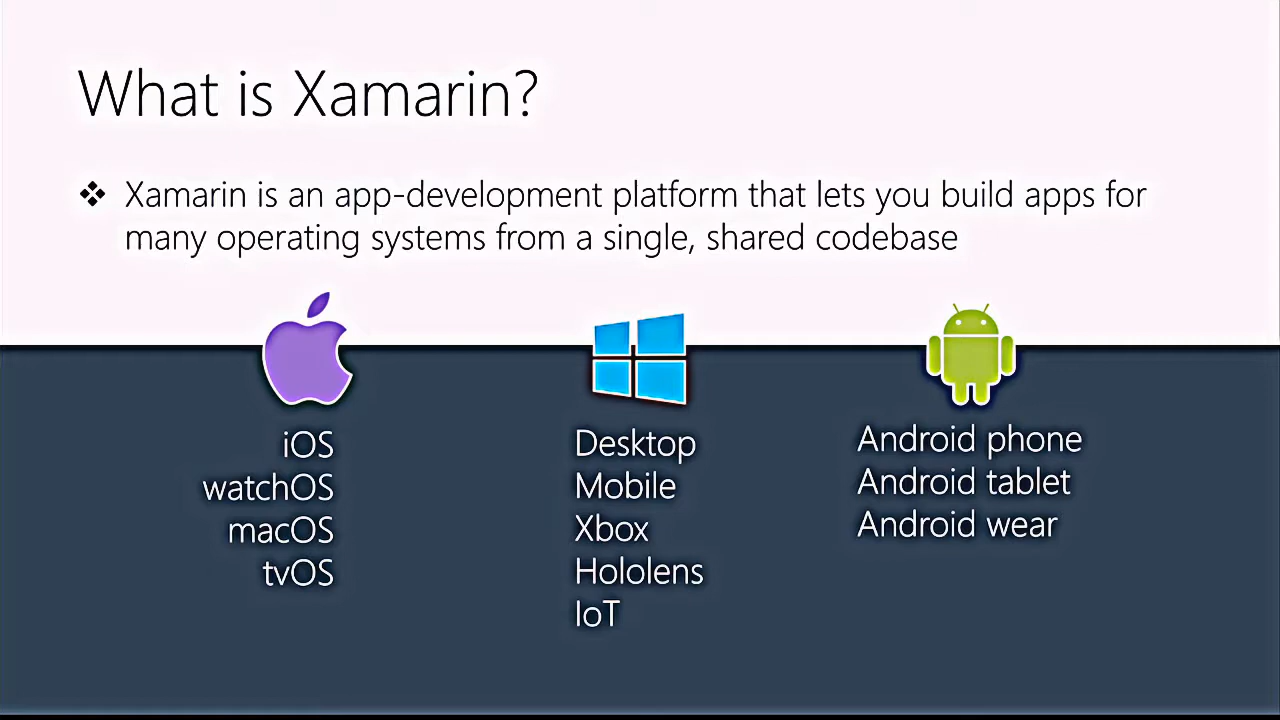 What is Xamarin?
❖ Xamarin is an app-development platform that lets you build apps for
many operating systems from a single, shared codebase
iOS
watchOS
macOS
tvOS
Desktop
Mobile
Xbox
Hololens
IoT
Android phone
Android tablet
Android wear